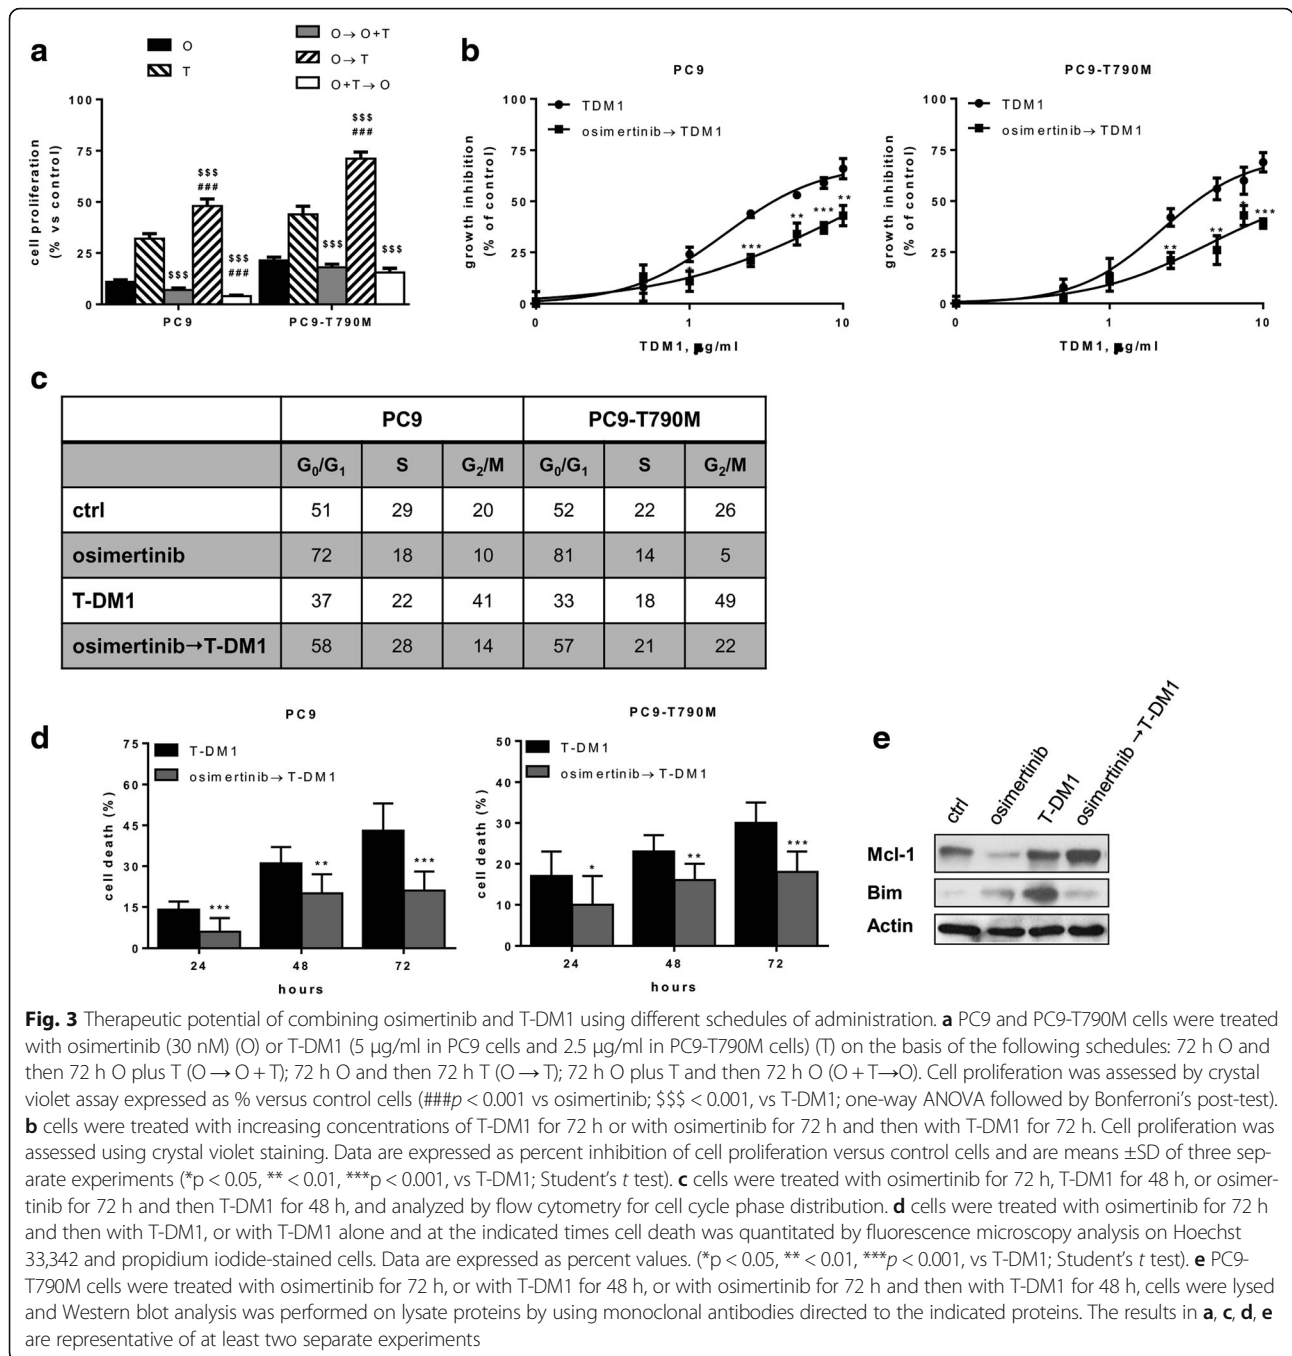 a
O
T
O→O+T
O→T
O+T→O
cell proliferation
(% vs control)
100
75
50
25
0
$$$
$$$
###
$$$
###
$$$
$$$
###
$$$
PC9
PC9-T790M
b
PC9
TDM1
osimertinib→TDM1
growth inhibition
(% of control)
100
75
50
25
0
***
**
***
**
0
1
10
TDM1, µg/ml
PC9-T790M
TDM1
osimertinib→TDM1
growth inhibition
(% of control)
100
75
50
25
0
**
**
*
***
0
1
10
TDM1, µg/ml
c
PC9 PC9-T790M
G0/G1 S G2/M G0/G1 S G2/M
ctrl 51 29 20 52 22 26
osimertinib 72 18 10 81 14 5
T-DM1 37 22 41 33 18 49
osimertinib→T-DM1 58 28 14 57 21 22
d
PC9
T-DM1
osimertinib→T-DM1
cell death (%)
75
60
45
30
15
0
***
**
***
24
48
72
hours
PC9-T790M
T-DM1
osimertinib→T-DM1
cell death (%)
50
40
30
20
10
0
*
**
***
24
48
72
hours
e
ctrl
osimertinib
T-DM1
osimertinib→T-DM1
Mcl-1
Bim
Actin
Fig. 3 Therapeutic potential of combining osimertinib and T-DM1 using different schedules of administration. a PC9 and PC9-T790M cells were treated
with osimertinib (30 nM) (O) or T-DM1 (5 µg/ml in PC9 cells and 2.5 µg/ml in PC9-T790M cells) (T) on the basis of the following schedules: 72 h O and
then 72 h O plus T (O → O + T); 72 h O and then 72 h T (O → T); 72 h O plus T and then 72 h O (O + T→O). Cell proliferation was assessed by crystal
violet assay expressed as % versus control cells (###p < 0.001 vs osimertinib; $$$ < 0.001, vs T-DM1; one-way ANOVA followed by Bonferroni's post-test).
b cells were treated with increasing concentrations of T-DM1 for 72 h or with osimertinib for 72 h and then with T-DM1 for 72 h. Cell proliferation was
assessed using crystal violet staining. Data are expressed as percent inhibition of cell proliferation versus control cells and are means ±SD of three sep-
arate experiments (*p < 0.05, ** < 0.01, ***p < 0.001, vs T-DM1; Student's t test). c cells were treated with osimertinib for 72 h, T-DM1 for 48 h, or osimer-
tinib for 72 h and then T-DM1 for 48 h, and analyzed by flow cytometry for cell cycle phase distribution. d cells were treated with osimertinib for 72 h
and then with T-DM1, or with T-DM1 alone and at the indicated times cell death was quantitated by fluorescence microscopy analysis on Hoechst
33,342 and propidium iodide-stained cells. Data are expressed as percent values. (*p < 0.05, ** < 0.01, ***p < 0.001, vs T-DM1; Student's t test). e PC9-
T790M cells were treated with osimertinib for 72 h, or with T-DM1 for 48 h, or with osimertinib for 72 h and then with T-DM1 for 48 h, cells were lysed
and Western blot analysis was performed on lysate proteins by using monoclonal antibodies directed to the indicated proteins. The results in a, c, d, e
are representative of at least two separate experiments